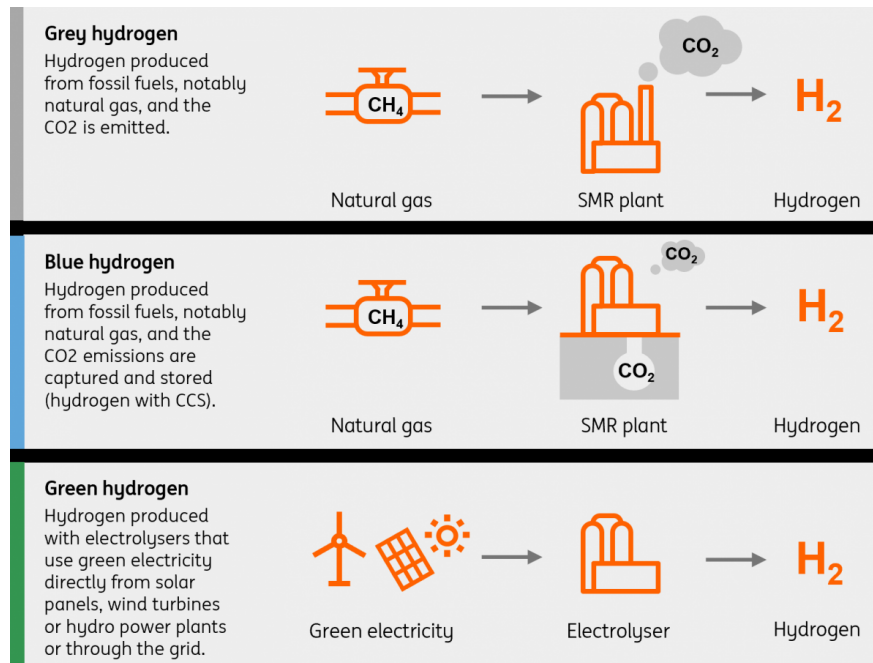 Grey hydrogen
Hydrogen produced
from fossil fuels, notably
natural gas, and the
CO2 is emitted.
CH₄
CO₂
H₂
Natural gas
SMR plant
Hydrogen
Blue hydrogen
Hydrogen produced
from fossil fuels, notably
natural gas, and the
CO2 emissions are
captured and stored
(hydrogen with CCS).
CH₄
CO₂
CO₂
H₂
Natural gas
SMR plant
Hydrogen
Green hydrogen
Hydrogen produced
with electrolysers that
use green electricity
directly from solar
panels, wind turbines
or hydro power plants
or through the grid.
H₂
Green electricity
Electrolyser
Hydrogen